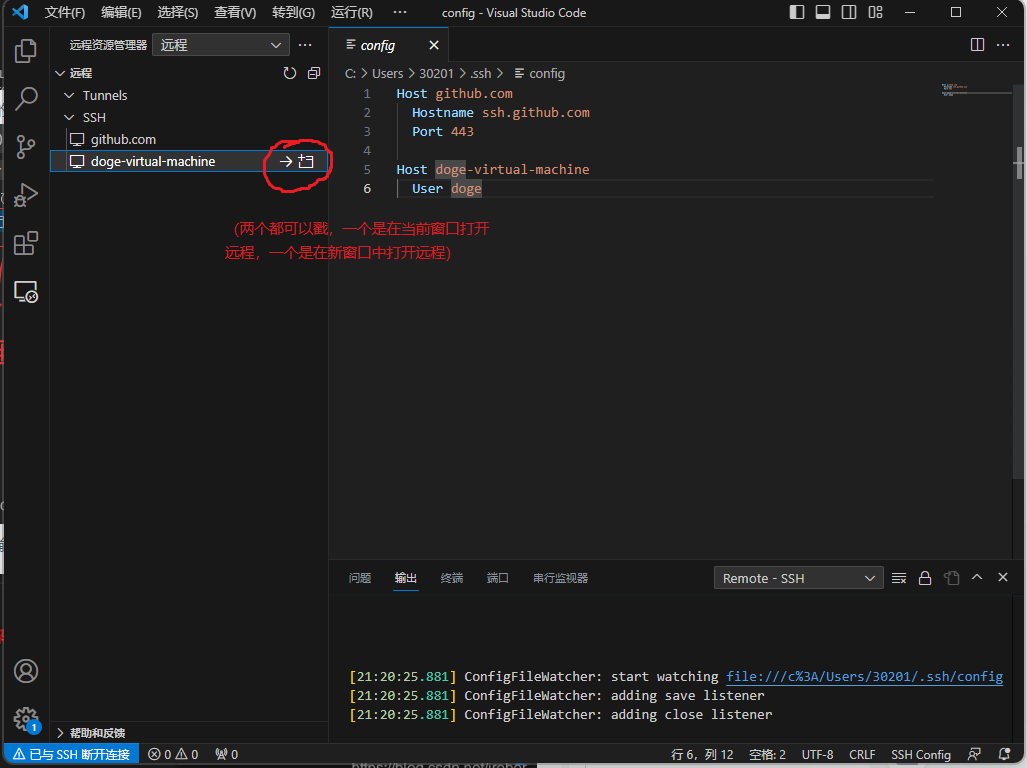 文件(F) 编辑(E) 选择(S) 查看(V) 转到(G) 运行(R) ··· config - Visual Studio Code
远程资源管理器 远程 ···
config
远程
C: > Users > 30201 > .ssh > config
Tunnels
SSH
github.com
doge-virtual-machine
1 Host github.com
2 Hostname ssh.github.com
3 Port 443
4
5 Host doge-virtual-machine
6 User doge
(两个都可以戳，一个是在当前窗口打开
远程，一个是在新窗口中打开远程)
问题 输出 终端 端口 串行监视器 Remote - SSH
[21:20:25.881] ConfigFileWatcher: start watching file:///c%3A/Users/30201/.ssh/config
[21:20:25.881] ConfigFileWatcher: adding save listener
[21:20:25.881] ConfigFileWatcher: adding close listener
1
帮助和反馈
已与 SSH 断开连接 0 0 0 行 6，列 12 空格: 2 UTF-8 CRLF SSH Config